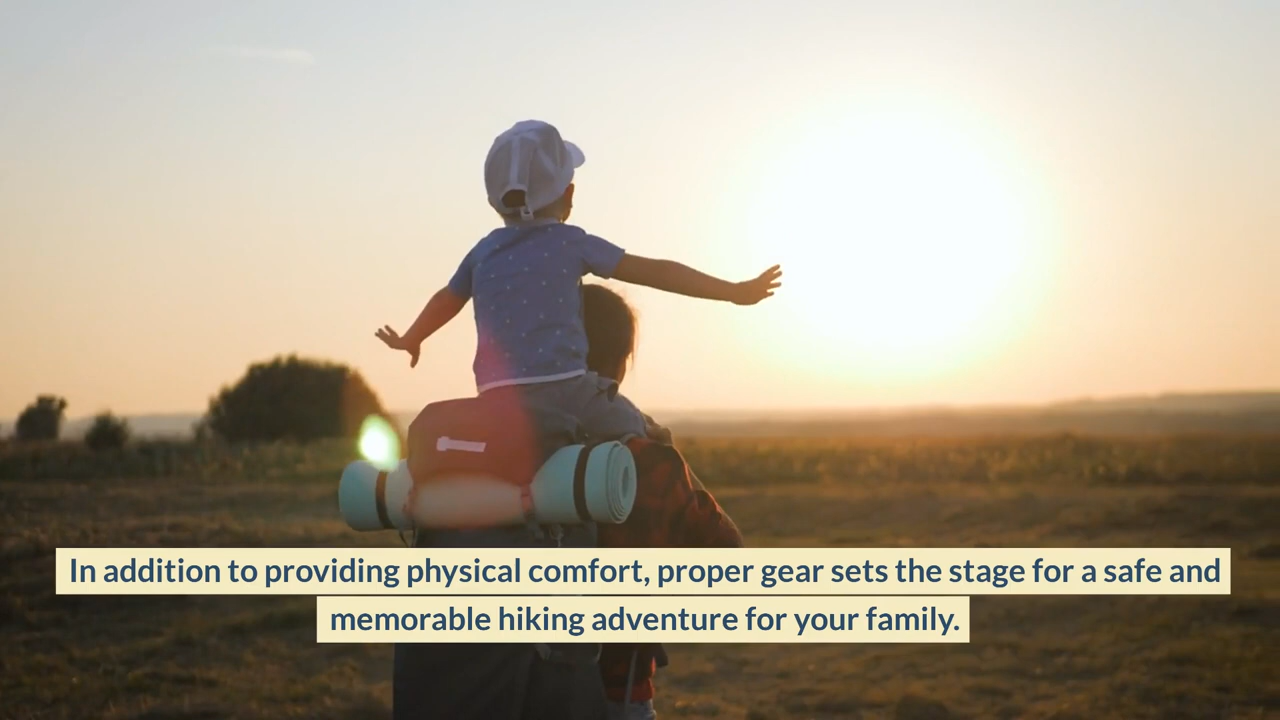 In addition to providing physical comfort, proper gear sets the stage for a safe and
memorable hiking adventure for your family.